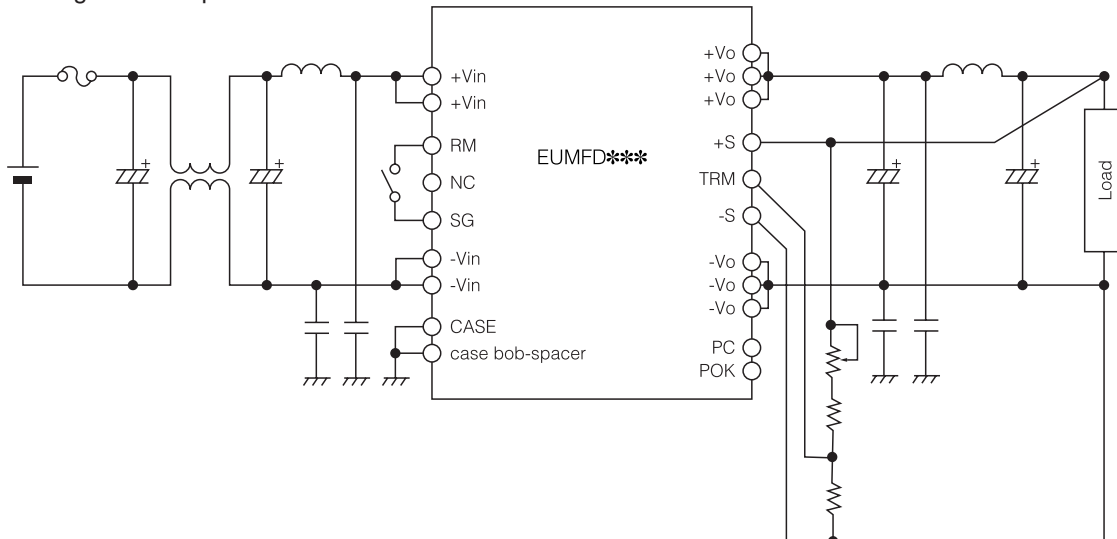 +Vin
+Vin
RM
NC
SG
-Vin
-Vin
CASE
case bob-spacer
EUMFD✱✱✱
+Vo
+Vo
+Vo
+S
TRM
-S
-Vo
-Vo
-Vo
PC
POK
+
+
+
+
Load